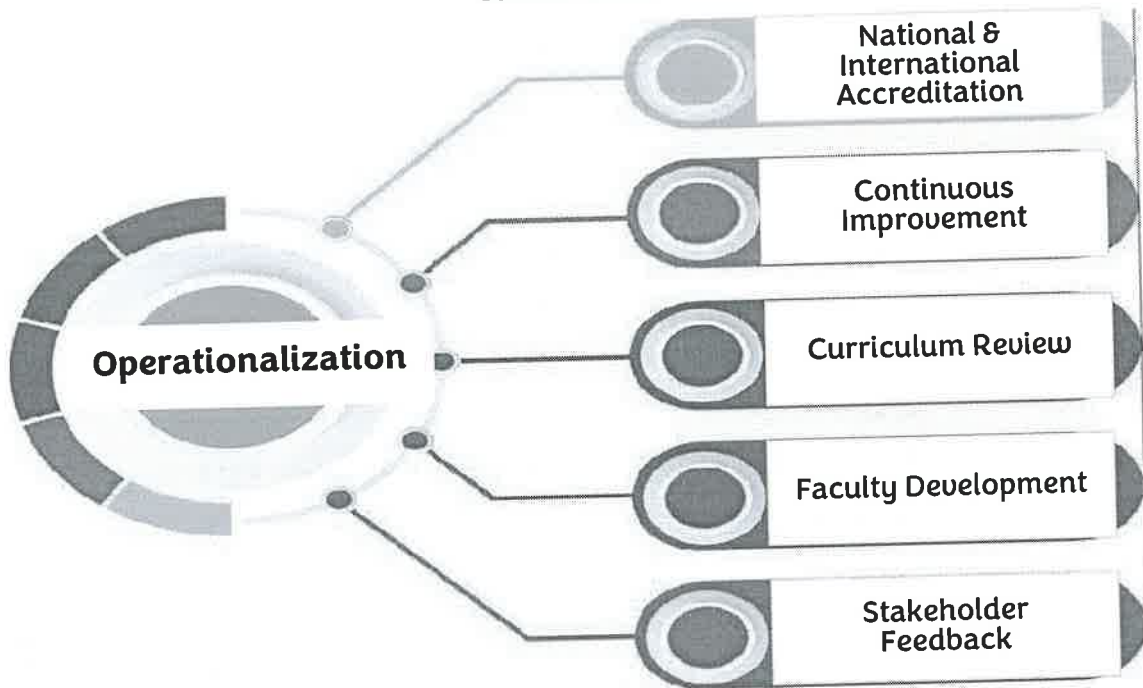 National &
International
Accreditation
Continuous
Improvement
Operationalization
Curriculum Review
Faculty Development
Stakeholder
Feedback